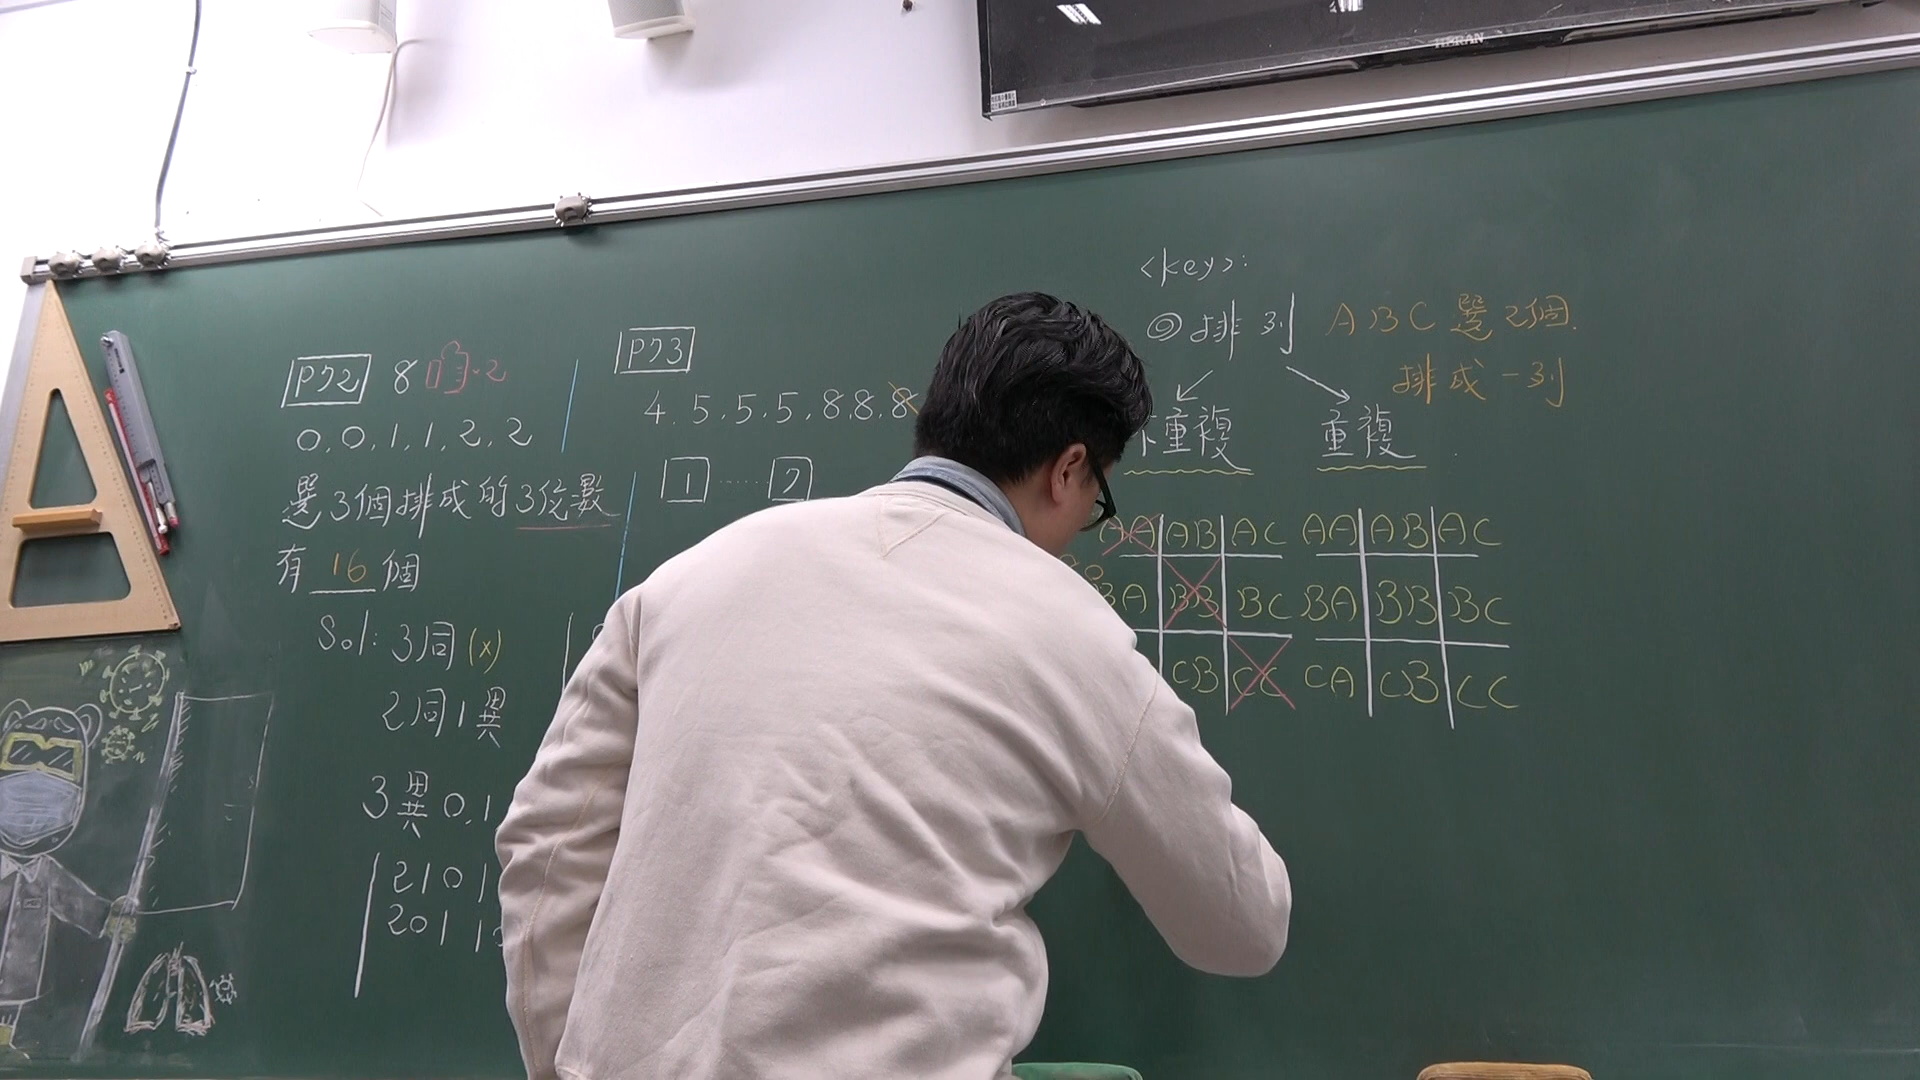 HERAN
P72 8 2
0, 0, 1, 1, 2, 2
選3個排成的3位數
有 16 個
Sol: 3同(x)
2同1異
3異 0, 1
210 1
201 1
P73
4. 5. 5. 5. 8. 8. 8
1 ...... 7
<key>:
◎排列
ABC選2個.
排成一列
不重複
重複
AA AB AC
BA BB BC
CB CC
AA AB AC
BA BB BC
CA CB CC